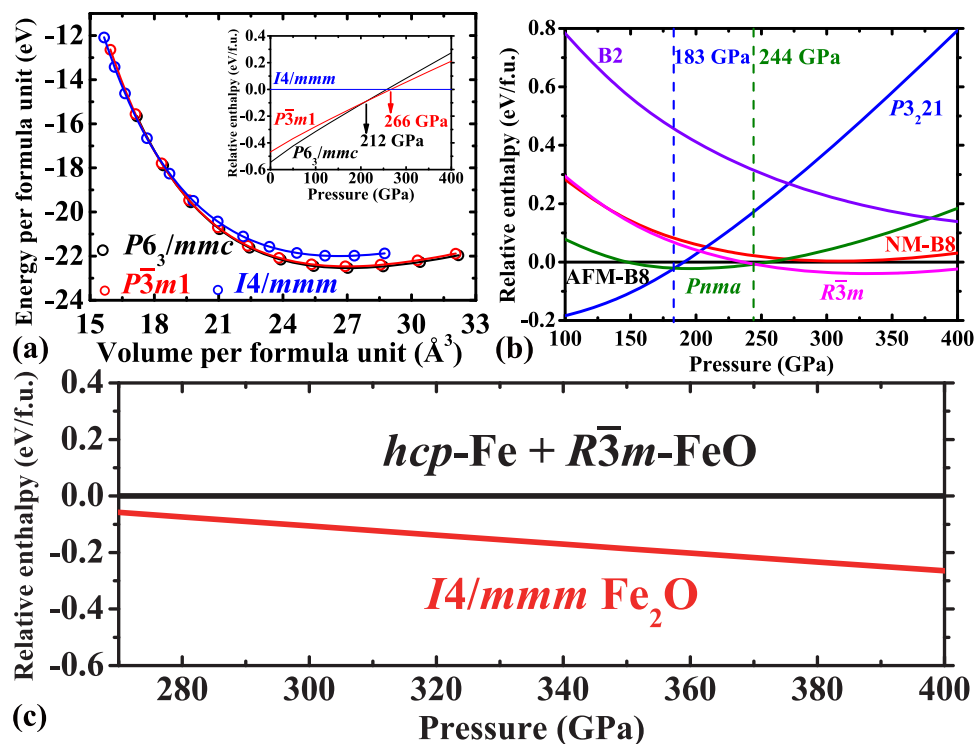 Energy per formula unit (eV)
-12
-14
-16
-18
-20
-22
-24
15 18 21 24 27 30 33
Volume per formula unit (Å³)
P6₃/mmc
P3̅m1
I4/mmm
(a)
Relative enthalpy (eV/f.u.)
0.4
0.2
0.0
-0.2
-0.4
-0.6
0 100 200 300 400
Pressure (GPa)
I4/mmm
P3̅m1
266 GPa
212 GPa
P6₃/mmc
Relative enthalpy (eV/f.u.)
0.8
0.6
0.4
0.2
0.0
-0.2
100 150 200 250 300 350 400
Pressure (GPa)
B2
183 GPa
244 GPa
P3₂21
NM-B8
AFM-B8
Pnma
R3̅m
(b)
Relative enthalpy (eV/f.u.)
0.4
0.2
0.0
-0.2
-0.4
-0.6
hcp-Fe + R3̅m-FeO
I4/mmm Fe₂O
280 300 320 340 360 380 400
Pressure (GPa)
(c)